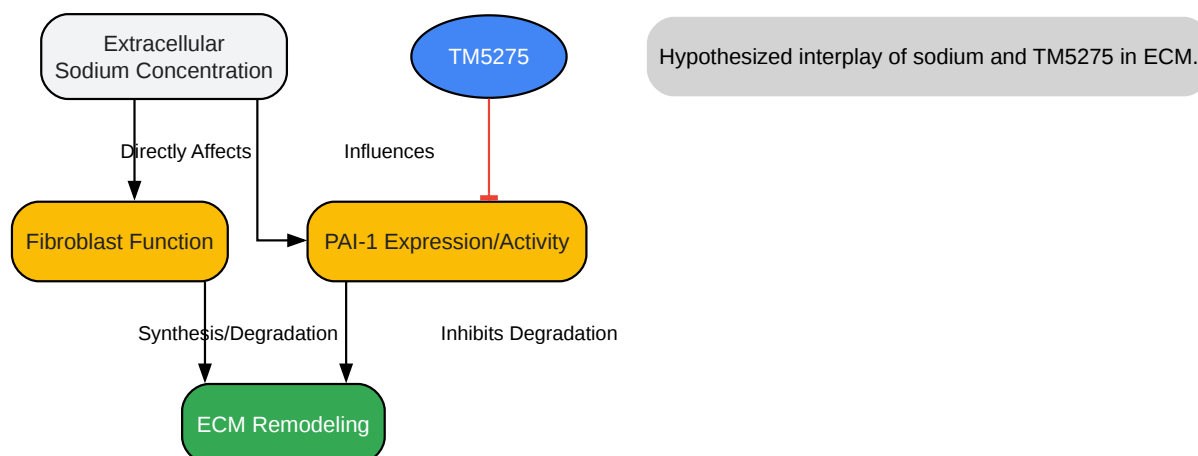 Extracellular
Sodium Concentration
TM5275
Hypothesized interplay of sodium and TM5275 in ECM.
Directly Affects
Influences
Fibroblast Function
PAI-1 Expression/Activity
Synthesis/Degradation
Inhibits Degradation
ECM Remodeling